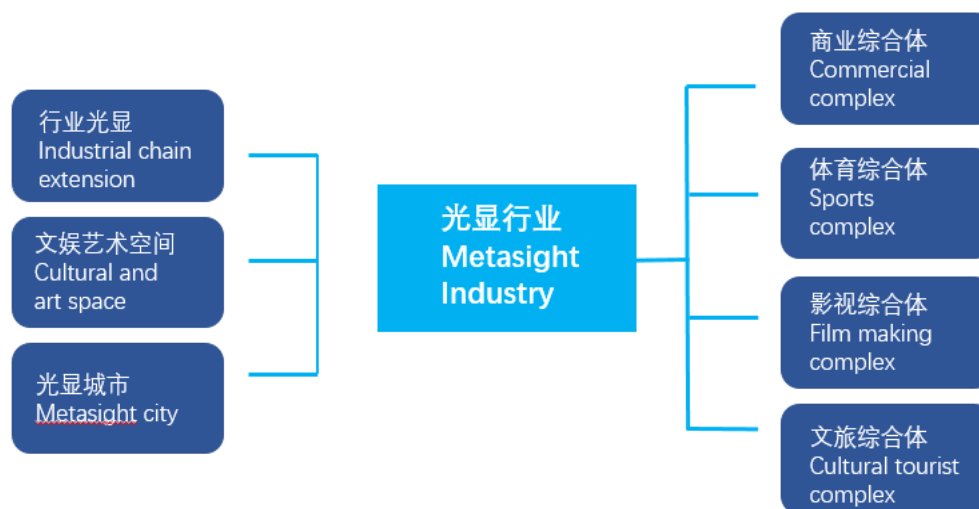 行业光显
Industrial chain
extension
文娱艺术空间
Cultural and
art space
光显城市
Metasight city
光显行业
Metasight
Industry
商业综合体
Commercial
complex
体育综合体
Sports
complex
影视综合体
Film making
complex
文旅综合体
Cultural tourist
complex